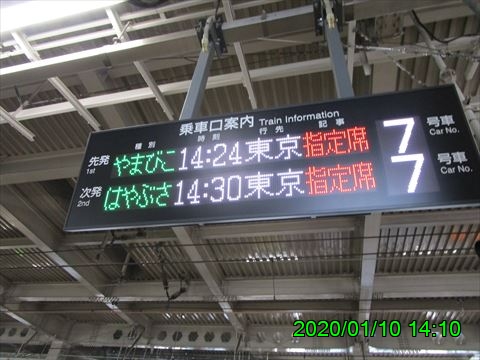 乗車口案内 Train Information
種別 時刻 行先 記事 号車 Car No.
先発 1st やまびこ 14:24 東京 指定席 7
次発 2nd はやぶさ 14:30 東京 指定席 7 号車 Car No.
2020/01/10 14:10